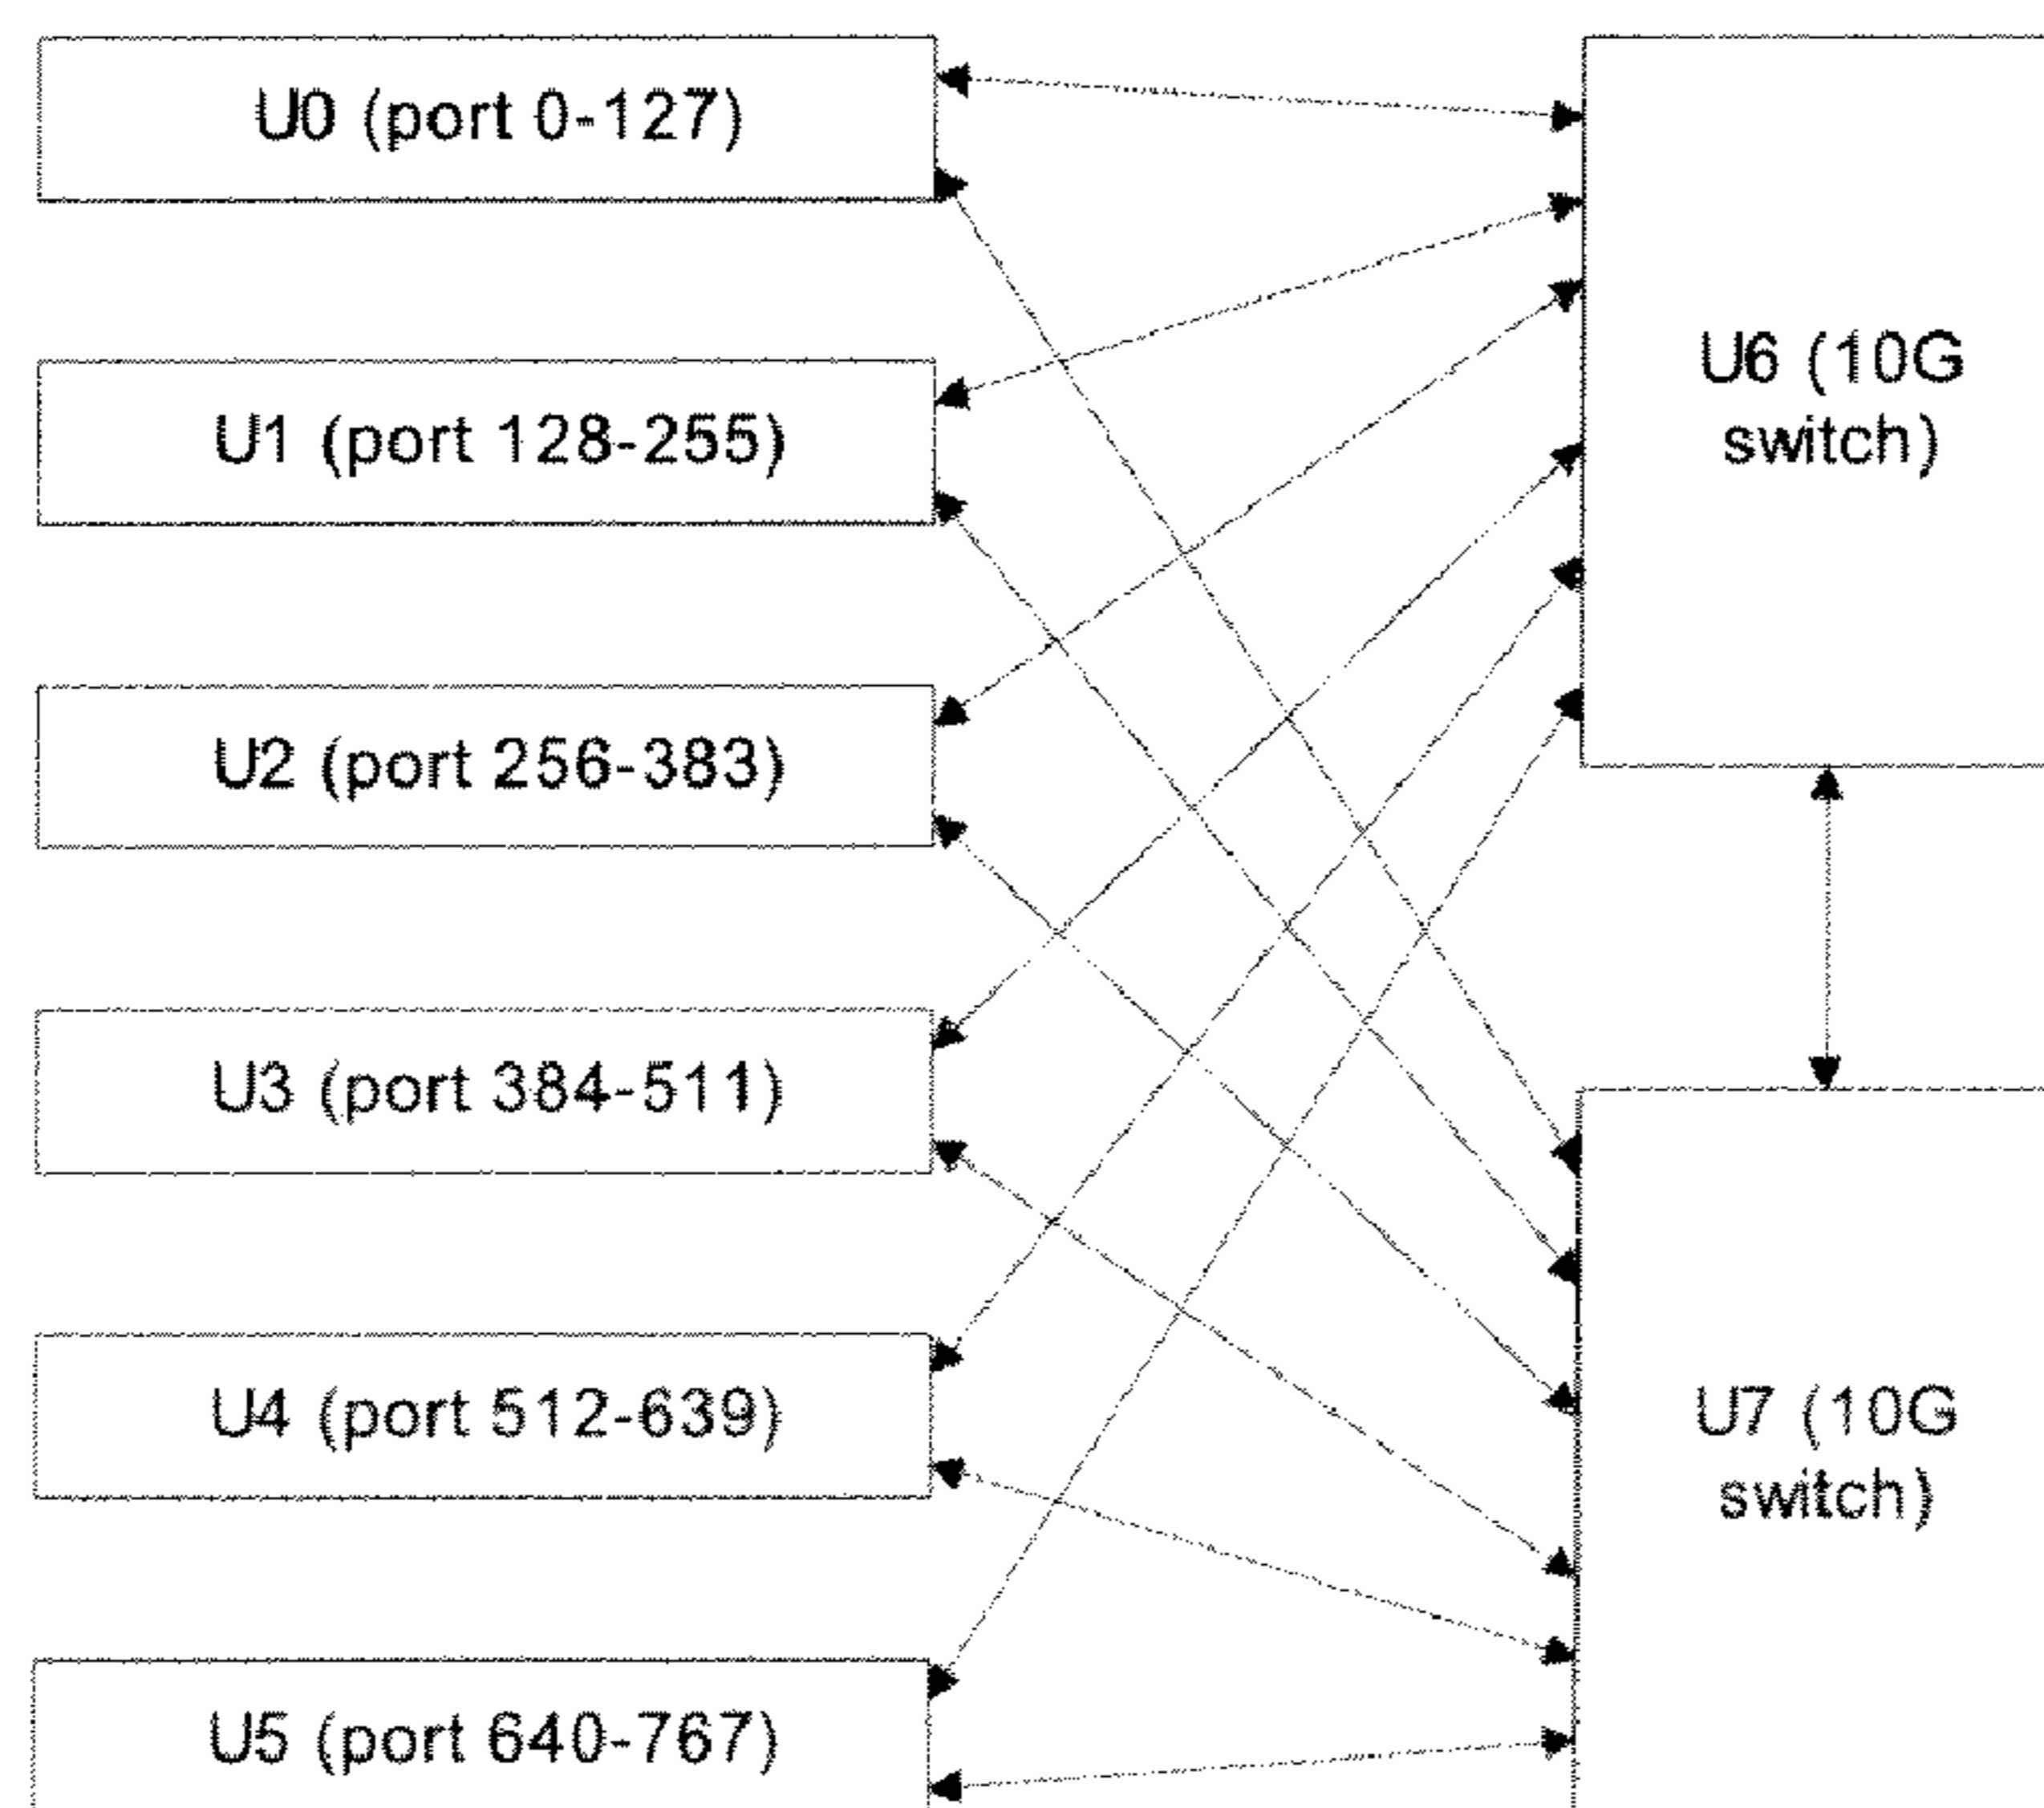 U0 (port 0-127)
U1 (port 128-255)
U2 (port 256-383)
U3 (port 384-511)
U4 (port 512-639)
U5 (port 640-767)
U6 (10G
switch)
U7 (10G
switch)